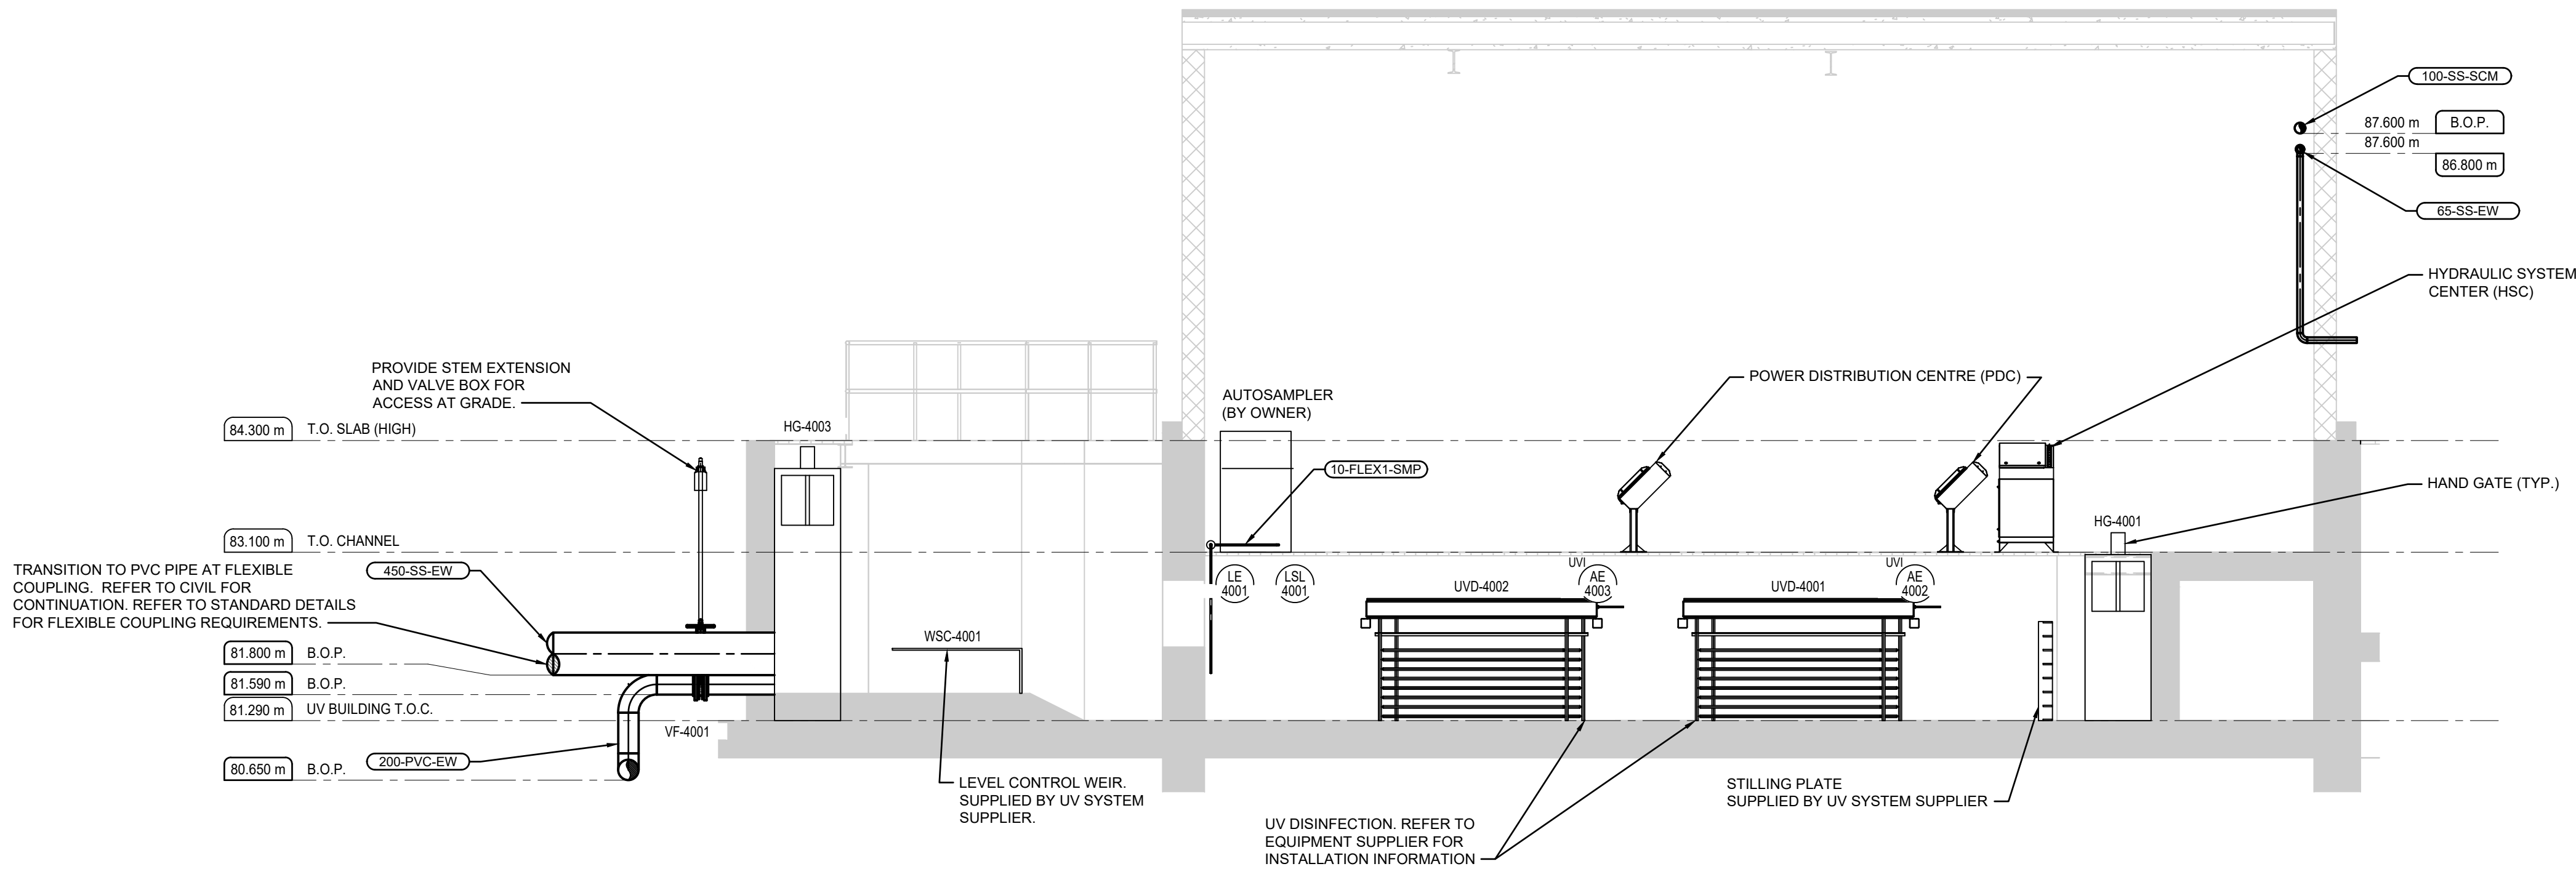 100-SS-SCM
87.600 m B.O.P.
87.600 m
86.800 m
65-SS-EW
HYDRAULIC SYSTEM
CENTER (HSC)
PROVIDE STEM EXTENSION
AND VALVE BOX FOR
ACCESS AT GRADE.
POWER DISTRIBUTION CENTRE (PDC)
AUTOSAMPLER
(BY OWNER)
84.300 m T.O. SLAB (HIGH)
HG-4003
10-FLEX1-SMP
HAND GATE (TYP.)
HG-4001
83.100 m T.O. CHANNEL
TRANSITION TO PVC PIPE AT FLEXIBLE
COUPLING. REFER TO CIVIL FOR
CONTINUATION. REFER TO STANDARD DETAILS
FOR FLEXIBLE COUPLING REQUIREMENTS.
450-SS-EW
LE
4001
LSL
4001
UVD-4002
UVI
AE
4003
UVD-4001
UVI
AE
4002
WSC-4001
81.800 m B.O.P.
81.590 m B.O.P.
81.290 m UV BUILDING T.O.C.
VF-4001
80.650 m B.O.P.
200-PVC-EW
LEVEL CONTROL WEIR.
SUPPLIED BY UV SYSTEM
SUPPLIER.
STILLING PLATE
SUPPLIED BY UV SYSTEM SUPPLIER
UV DISINFECTION. REFER TO
EQUIPMENT SUPPLIER FOR
INSTALLATION INFORMATION